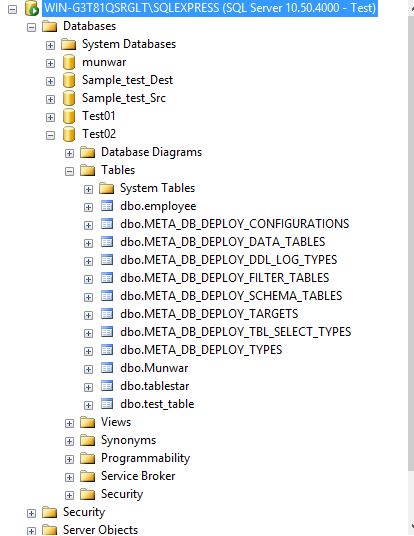 WIN-G3T81QSRGLT\SQLEXPRESS (SQL Server 10.50.4000 - Test)
Databases
System Databases
munwar
Sample_test_Dest
Sample_test_Src
Test01
Test02
Database Diagrams
Tables
System Tables
dbo.employee
dbo.META_DB_DEPLOY_CONFIGURATIONS
dbo.META_DB_DEPLOY_DATA_TABLES
dbo.META_DB_DEPLOY_DDL_LOG_TYPES
dbo.META_DB_DEPLOY_FILTER_TABLES
dbo.META_DB_DEPLOY_SCHEMA_TABLES
dbo.META_DB_DEPLOY_TARGETS
dbo.META_DB_DEPLOY_TBL_SELECT_TYPES
dbo.META_DB_DEPLOY_TYPES
dbo.Munwar
dbo.tablestar
dbo.test_table
Views
Synonyms
Programmability
Service Broker
Security
Security
Server Objects